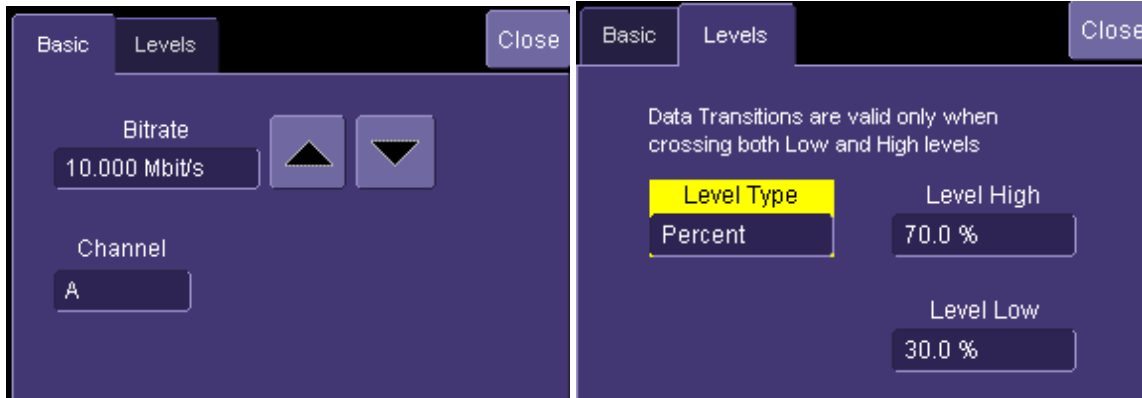 Basic Levels Close
Bitrate
10.000 Mbit/s
Channel
A
Basic Levels Close
Data Transitions are valid only when
crossing both Low and High levels
Level Type Level High
Percent 70.0 %
Level Low
30.0 %